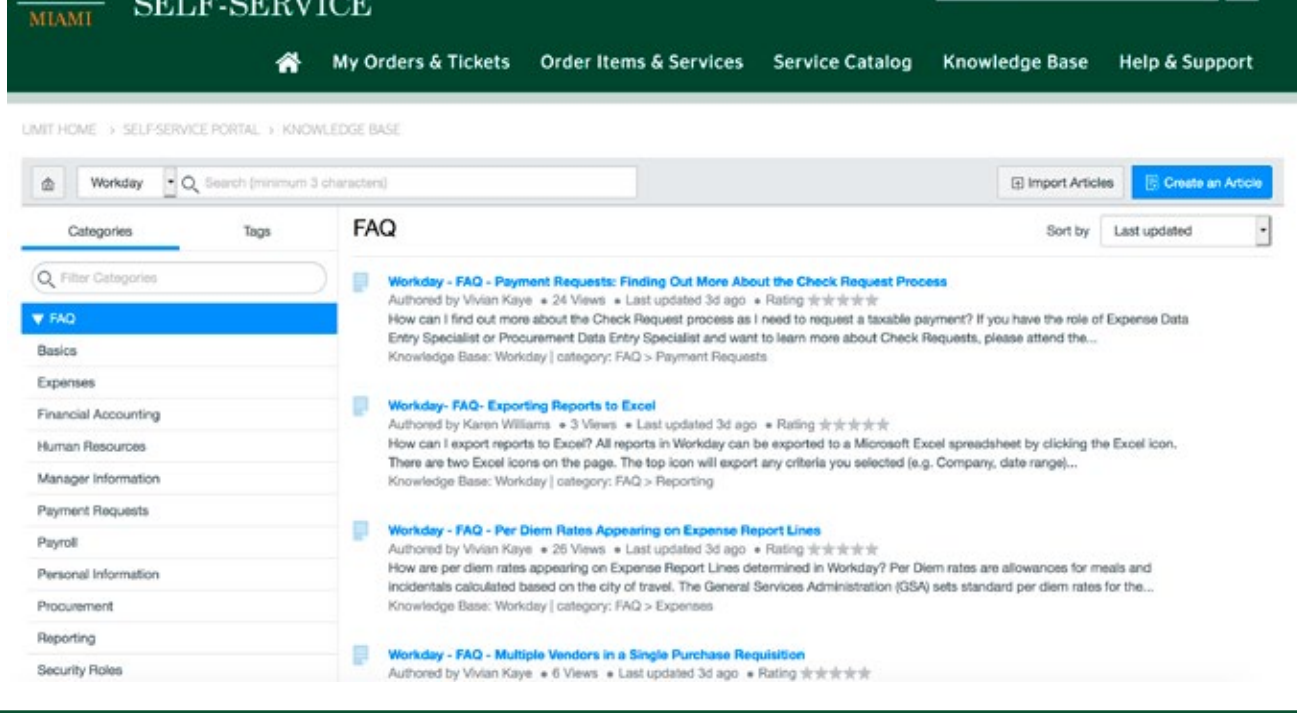 MIAMI
SELF-SERVICE
My Orders & Tickets Order Items & Services Service Catalog Knowledge Base Help & Support
UMIT HOME > SELF-SERVICE PORTAL > KNOWLEDGE BASE
Workday Search (minimum 3 characters) Import Articles Create an Article
Categories Tags
Filter Categories
FAQ
Basics
Expenses
Financial Accounting
Human Resources
Manager Information
Payment Requests
Payroll
Personal Information
Procurement
Reporting
Security Roles
FAQ
Sort by Last updated
Workday - FAQ - Payment Requests: Finding Out More About the Check Request Process
Authored by Vivian Kaye • 24 Views • Last updated 3d ago • Rating ★★★★★
How can I find out more about the Check Request process as I need to request a taxable payment? If you have the role of Expense Data
Entry Specialist or Procurement Data Entry Specialist and want to learn more about Check Requests, please attend the...
Knowledge Base: Workday | category: FAQ > Payment Requests
Workday- FAQ- Exporting Reports to Excel
Authored by Karen Williams • 3 Views • Last updated 3d ago • Rating ★★★★★
How can I export reports to Excel? All reports in Workday can be exported to a Microsoft Excel spreadsheet by clicking the Excel icon.
There are two Excel icons on the page. The top icon will export any criteria you selected (e.g. Company, date range)...
Knowledge Base: Workday | category: FAQ > Reporting
Workday - FAQ - Per Diem Rates Appearing on Expense Report Lines
Authored by Vivian Kaye • 26 Views • Last updated 3d ago • Rating ★★★★★
How are per diem rates appearing on Expense Report Lines determined in Workday? Per Diem rates are allowances for meals and
incidentals calculated based on the city of travel. The General Services Administration (GSA) sets standard per diem rates for the...
Knowledge Base: Workday | category: FAQ > Expenses
Workday - FAQ - Multiple Vendors in a Single Purchase Requisition
Authored by Vivian Kaye • 6 Views • Last updated 3d ago • Rating ★★★★★